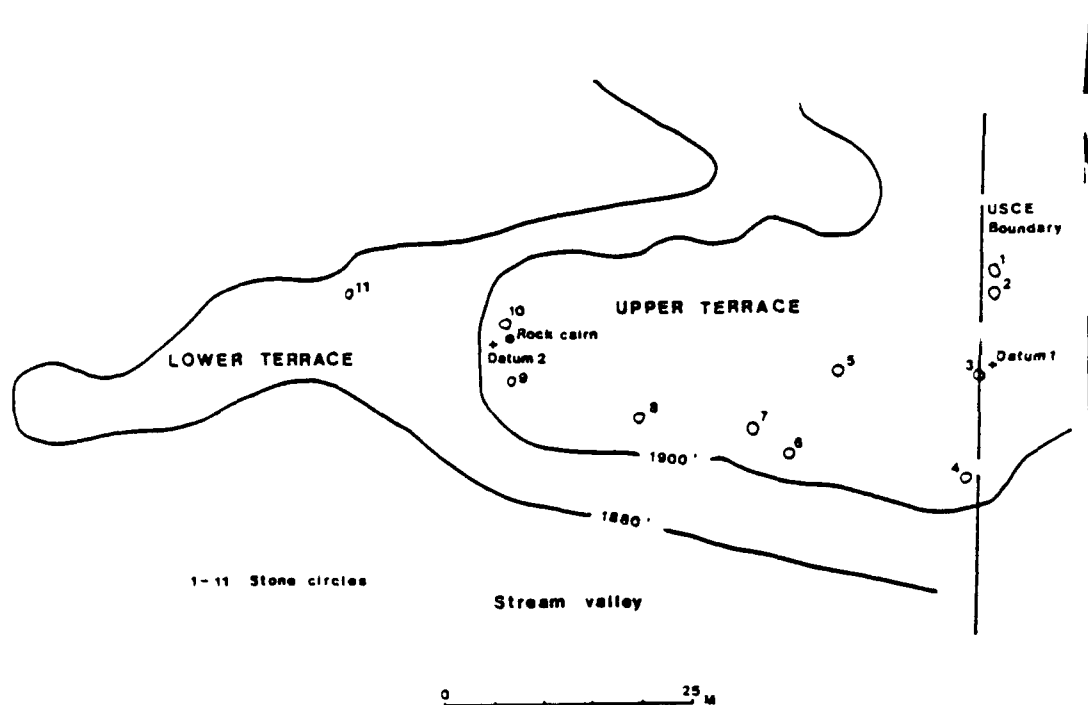 USCE
Boundary
1
2
11
UPPER TERRACE
10
Rock cairn
LOWER TERRACE
Datum 2
Datum 1
3
5
9
8
7
6
1900'
4
1880'
1-11 Stone circles
Stream valley
0 25 M